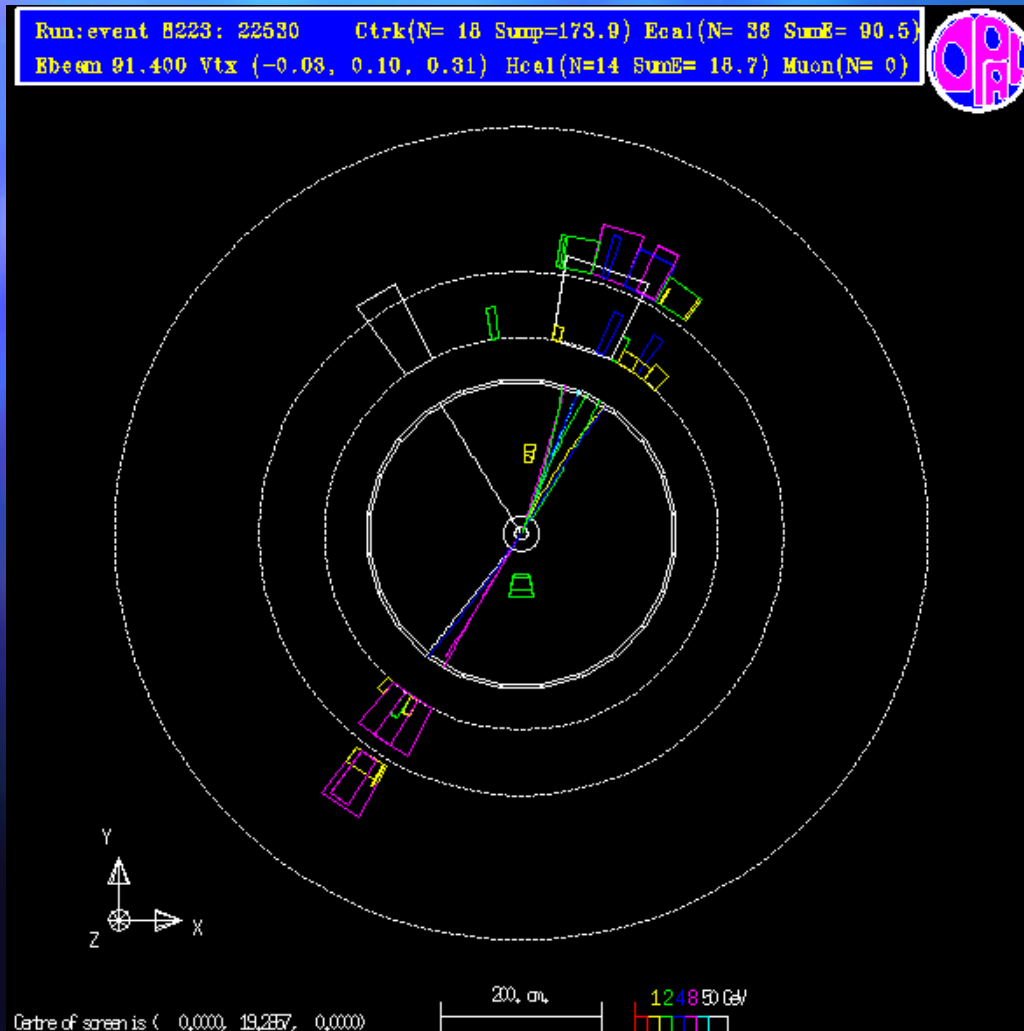 Run:event 8223: 22530 Ctrk(N= 18 Sump=173.9) Ecal(N= 36 SumE= 90.5)
Ebeam 91.400 Vtx (-0.03, 0.10, 0.31) Hcal(N=14 SumE= 18.7) Muon(N= 0)
OPAL
Y
Z X
200. cm.
1 2 4 8 50 GeV
Centre of screen is ( 0.0000, 19.2857, 0.0000)